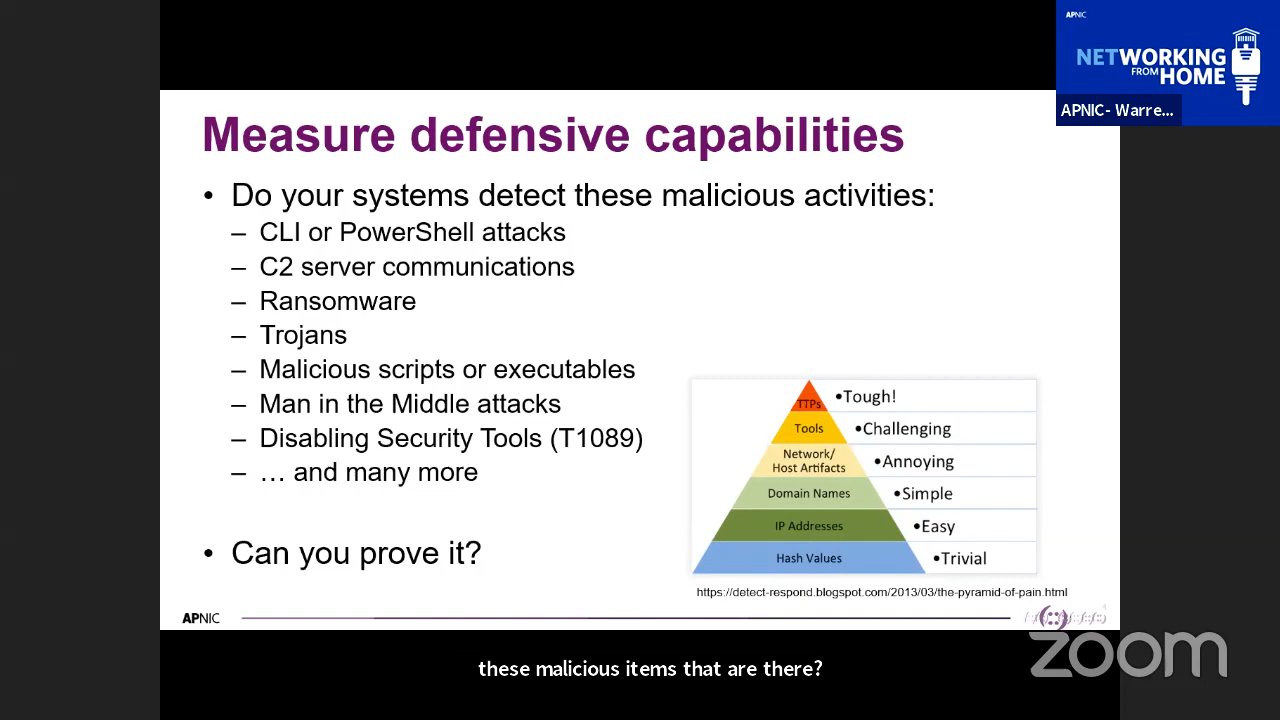 APNIC
NETWORKING
FROM HOME
APNIC- Warre...
Measure defensive capabilities
• Do your systems detect these malicious activities:
– CLI or PowerShell attacks
– C2 server communications
– Ransomware
– Trojans
– Malicious scripts or executables
– Man in the Middle attacks
– Disabling Security Tools (T1089)
– … and many more
• Can you prove it?
TTPs •Tough!
Tools •Challenging
Network/
Host Artifacts •Annoying
Domain Names •Simple
IP Addresses •Easy
Hash Values •Trivial
https://detect-respond.blogspot.com/2013/03/the-pyramid-of-pain.html
APNIC
zoom
these malicious items that are there?